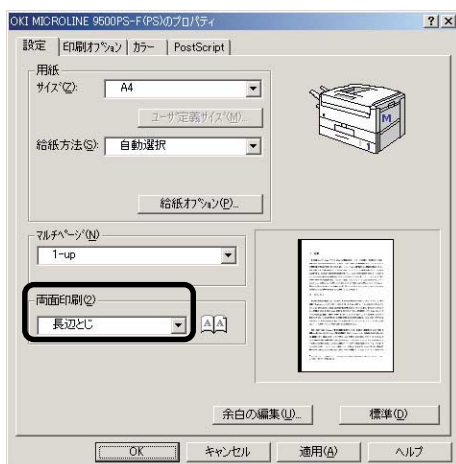 OKI MICROLINE 9500PS-F(PS)のプロパティ
設定 印刷オプション カラー PostScript
用紙
サイズ(Z): A4
ユーザ定義サイズ(M)...
給紙方法(S): 自動選択
給紙オプション(P)...
マルチページ(N)
1-up
両面印刷(2)
長辺とじ
余白の編集(U)... 標準(D)
OK キャンセル 適用(A) ヘルプ